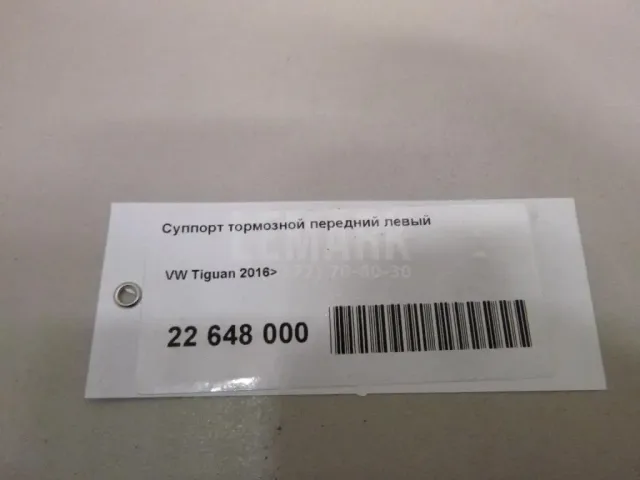 Суппорт тормозной передний левый
VW Tiguan 2016>
22 648 000